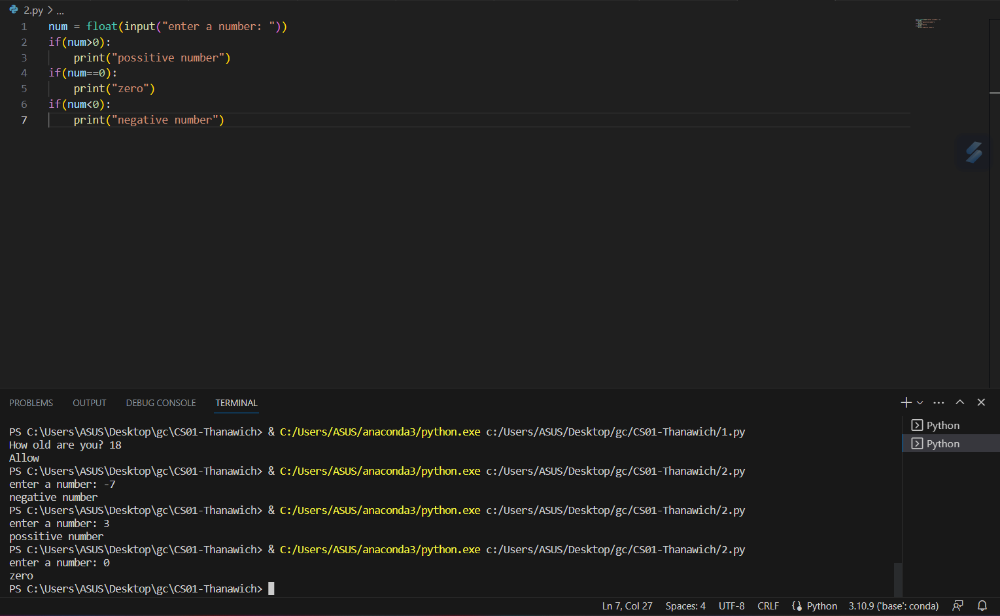 2.py > ...
1 num = float(input("enter a number: "))
2 if(num>0):
3     print("possitive number")
4 if(num==0):
5     print("zero")
6 if(num<0):
7     print("negative number")
PROBLEMS OUTPUT DEBUG CONSOLE TERMINAL
PS C:\Users\ASUS\Desktop\gc\CS01-Thanawich> & C:/Users/ASUS/anaconda3/python.exe c:/Users/ASUS/Desktop/gc/CS01-Thanawich/1.py
How old are you? 18
Allow
PS C:\Users\ASUS\Desktop\gc\CS01-Thanawich> & C:/Users/ASUS/anaconda3/python.exe c:/Users/ASUS/Desktop/gc/CS01-Thanawich/2.py
enter a number: -7
negative number
PS C:\Users\ASUS\Desktop\gc\CS01-Thanawich> & C:/Users/ASUS/anaconda3/python.exe c:/Users/ASUS/Desktop/gc/CS01-Thanawich/2.py
enter a number: 3
possitive number
PS C:\Users\ASUS\Desktop\gc\CS01-Thanawich> & C:/Users/ASUS/anaconda3/python.exe c:/Users/ASUS/Desktop/gc/CS01-Thanawich/2.py
enter a number: 0
zero
PS C:\Users\ASUS\Desktop\gc\CS01-Thanawich>
Python
Python
Ln 7, Col 27 Spaces: 4 UTF-8 CRLF Python 3.10.9 ('base': conda)